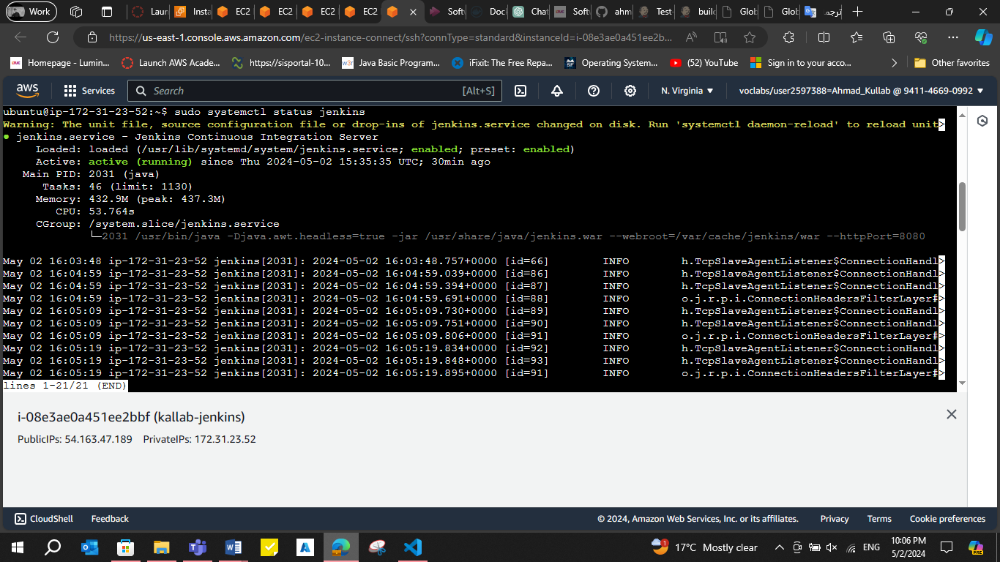 Work
Laun
Insta
EC2
EC2
EC2
EC2
Softv
Doc
Chat
Soft
ahm
Test-
build
Glob
Glob
ترجمة
https://us-east-1.console.aws.amazon.com/ec2-instance-connect/ssh?connType=standard&instanceId=i-08e3ae0a451ee2b...
Homepage - Lumin...
Launch AWS Acade...
https://sisportal-10...
w3r Java Basic Program...
iFixit: The Free Repa...
Operating System...
(52) YouTube
Sign in to your acco...
Other favorites
aws
Services
Search
[Alt+S]
N. Virginia
voclabs/user2597388=Ahmad_Kullab @ 9411-4669-0992
ubuntu@ip-172-31-23-52:~$ sudo systemctl status jenkins
Warning: The unit file, source configuration file or drop-ins of jenkins.service changed on disk. Run 'systemctl daemon-reload' to reload unit>
● jenkins.service - Jenkins Continuous Integration Server
Loaded: loaded (/usr/lib/systemd/system/jenkins.service; enabled; preset: enabled)
Active: active (running) since Thu 2024-05-02 15:35:35 UTC; 30min ago
Main PID: 2031 (java)
Tasks: 46 (limit: 1130)
Memory: 432.9M (peak: 437.3M)
CPU: 53.764s
CGroup: /system.slice/jenkins.service
└─2031 /usr/bin/java -Djava.awt.headless=true -jar /usr/share/java/jenkins.war --webroot=/var/cache/jenkins/war --httpPort=8080
May 02 16:03:48 ip-172-31-23-52 jenkins[2031]: 2024-05-02 16:03:48.757+0000 [id=66] INFO h.TcpSlaveAgentListener$ConnectionHandl>
May 02 16:04:59 ip-172-31-23-52 jenkins[2031]: 2024-05-02 16:04:59.039+0000 [id=86] INFO h.TcpSlaveAgentListener$ConnectionHandl>
May 02 16:04:59 ip-172-31-23-52 jenkins[2031]: 2024-05-02 16:04:59.394+0000 [id=87] INFO h.TcpSlaveAgentListener$ConnectionHandl>
May 02 16:04:59 ip-172-31-23-52 jenkins[2031]: 2024-05-02 16:04:59.691+0000 [id=88] INFO o.j.r.p.i.ConnectionHeadersFilterLayer#>
May 02 16:05:09 ip-172-31-23-52 jenkins[2031]: 2024-05-02 16:05:09.730+0000 [id=89] INFO h.TcpSlaveAgentListener$ConnectionHandl>
May 02 16:05:09 ip-172-31-23-52 jenkins[2031]: 2024-05-02 16:05:09.751+0000 [id=90] INFO h.TcpSlaveAgentListener$ConnectionHandl>
May 02 16:05:09 ip-172-31-23-52 jenkins[2031]: 2024-05-02 16:05:09.806+0000 [id=91] INFO o.j.r.p.i.ConnectionHeadersFilterLayer#>
May 02 16:05:19 ip-172-31-23-52 jenkins[2031]: 2024-05-02 16:05:19.834+0000 [id=92] INFO h.TcpSlaveAgentListener$ConnectionHandl>
May 02 16:05:19 ip-172-31-23-52 jenkins[2031]: 2024-05-02 16:05:19.848+0000 [id=93] INFO h.TcpSlaveAgentListener$ConnectionHandl>
May 02 16:05:19 ip-172-31-23-52 jenkins[2031]: 2024-05-02 16:05:19.895+0000 [id=91] INFO o.j.r.p.i.ConnectionHeadersFilterLayer#>
lines 1-21/21 (END)
i-08e3ae0a451ee2bbf (kallab-jenkins)
PublicIPs: 54.163.47.189 PrivateIPs: 172.31.23.52
CloudShell
Feedback
© 2024, Amazon Web Services, Inc. or its affiliates.
Privacy
Terms
Cookie preferences
17°C Mostly clear
ENG
10:06 PM
5/2/2024